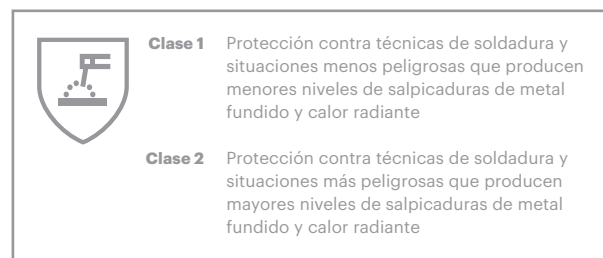 Clase 1 Protección contra técnicas de soldadura y
situaciones menos peligrosas que producen
menores niveles de salpicaduras de metal
fundido y calor radiante
Clase 2 Protección contra técnicas de soldadura y
situaciones más peligrosas que producen
mayores niveles de salpicaduras de metal
fundido y calor radiante